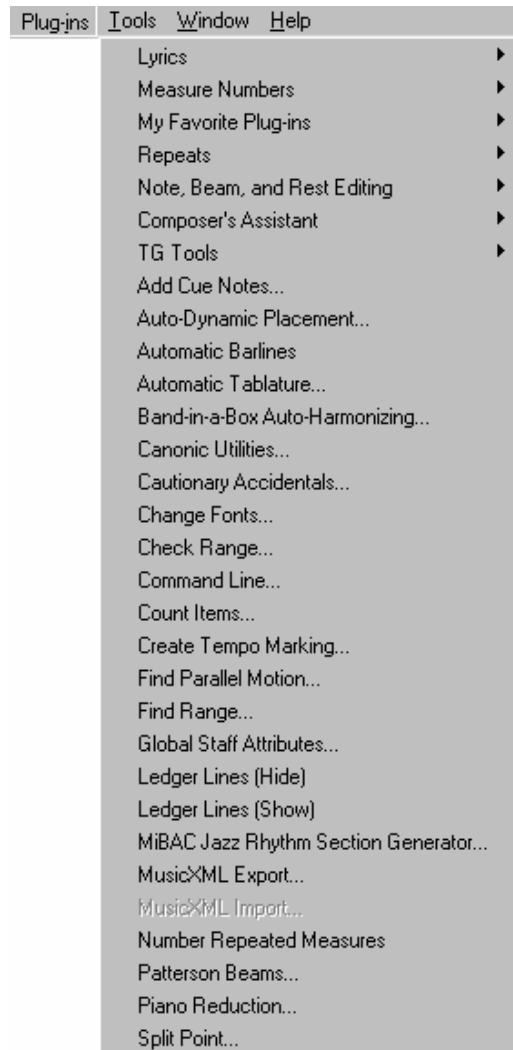 Plug-ins Tools Window Help
Lyrics
Measure Numbers
My Favorite Plug-ins
Repeats
Note, Beam, and Rest Editing
Composer's Assistant
TG Tools
Add Cue Notes...
Auto-Dynamic Placement...
Automatic Barlines
Automatic Tablature...
Band-in-a-Box Auto-Harmonizing...
Canonic Utilities...
Cautionary Accidentals...
Change Fonts...
Check Range...
Command Line...
Count Items...
Create Tempo Marking...
Find Parallel Motion...
Find Range...
Global Staff Attributes...
Ledger Lines (Hide)
Ledger Lines (Show)
MiBAC Jazz Rhythm Section Generator...
MusicXML Export...
MusicXML Import...
Number Repeated Measures
Patterson Beams...
Piano Reduction...
Split Point...